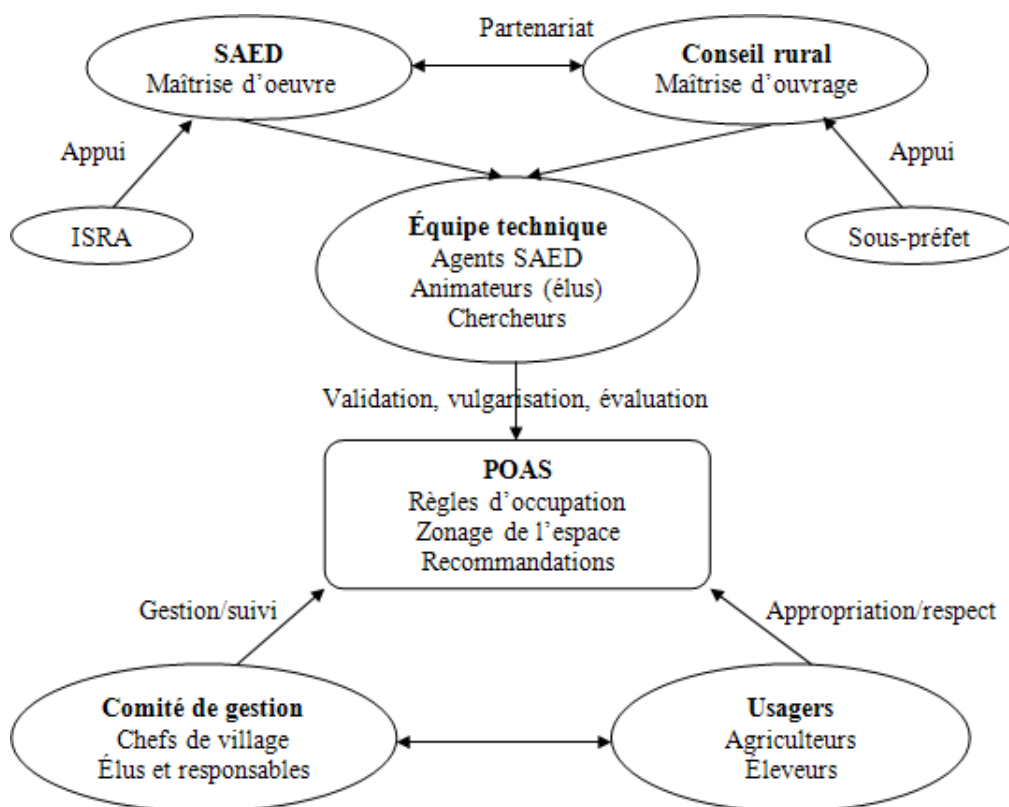 Partenariat
SAED
Maîtrise d'oeuvre
Conseil rural
Maîtrise d'ouvrage
Appui
Appui
ISRA
Sous-préfet
Équipe technique
Agents SAED
Animateurs (élus)
Chercheurs
Validation, vulgarisation, évaluation
POAS
Règles d'occupation
Zonage de l'espace
Recommandations
Gestion/suivi
Appropriation/respect
Comité de gestion
Chefs de village
Élus et responsables
Usagers
Agriculteurs
Éleveurs